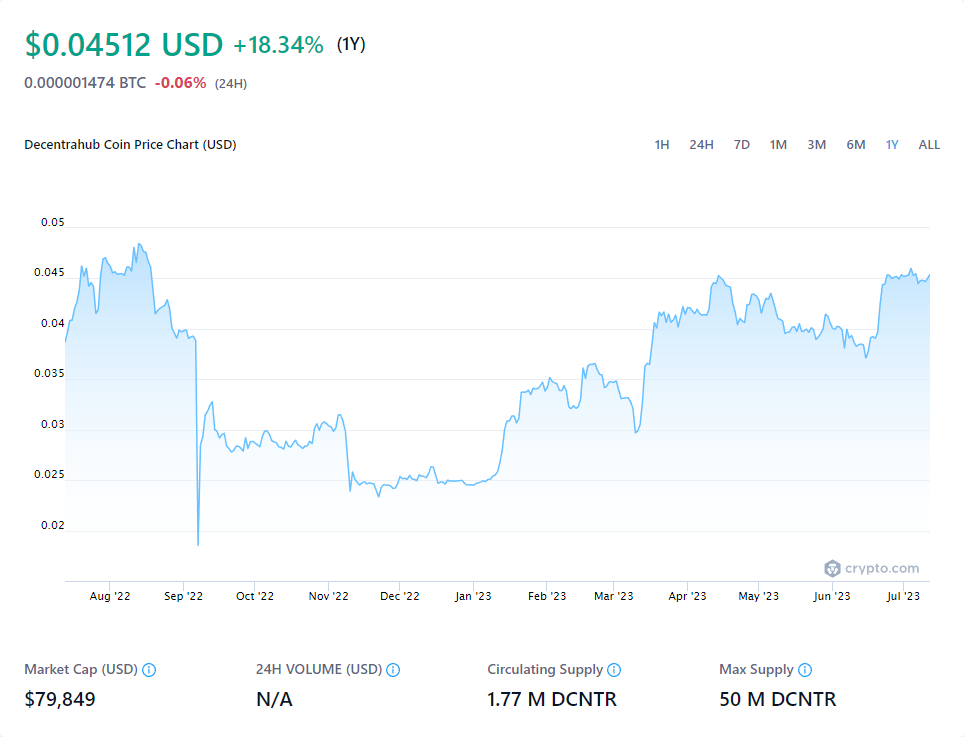 $0.04512 USD +18.34% (1Y)
0.000001474 BTC -0.06% (24H)
Decentrahub Coin Price Chart (USD) 1H 24H 7D 1M 3M 6M 1Y ALL
0.05
0.045
0.04
0.035
0.03
0.025
0.02
crypto.com
Aug '22 Sep '22 Oct '22 Nov '22 Dec '22 Jan '23 Feb '23 Mar '23 Apr '23 May '23 Jun '23 Jul '23
Market Cap (USD) 24H VOLUME (USD) Circulating Supply Max Supply
$79,849 N/A 1.77 M DCNTR 50 M DCNTR